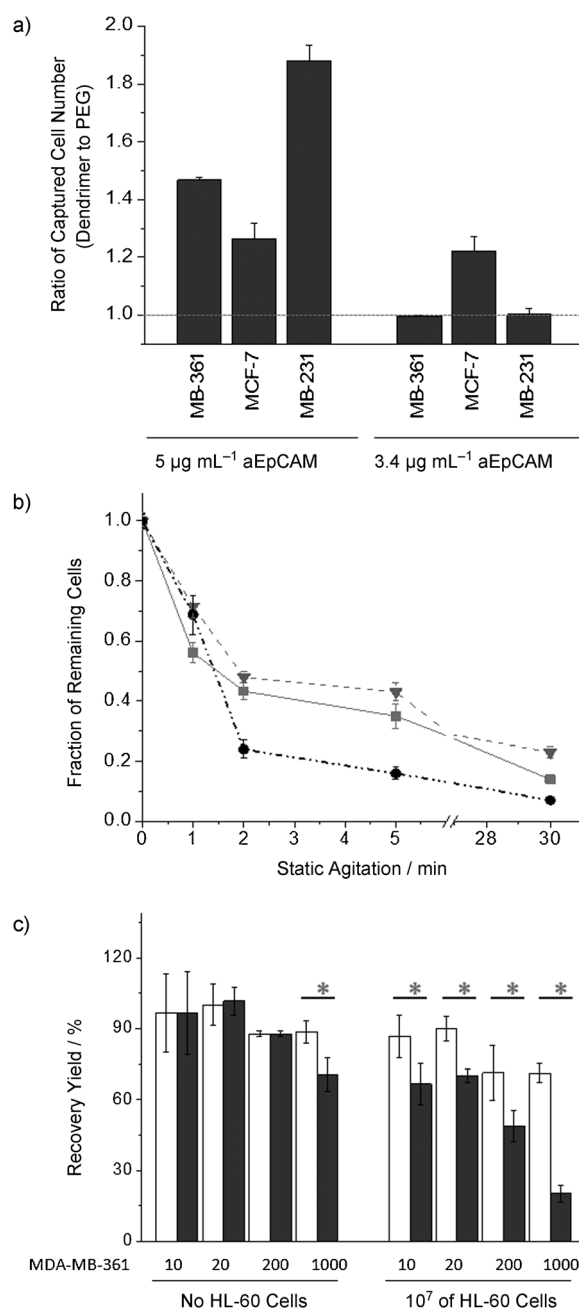 a)
Ratio of Captured Cell Number
(Dendrimer to PEG)
2.0
1.8
1.6
1.4
1.2
1.0
MB-361
MCF-7
MB-231
MB-361
MCF-7
MB-231
5 µg mL⁻¹ aEpCAM
3.4 µg mL⁻¹ aEpCAM
b)
Fraction of Remaining Cells
1.0
0.8
0.6
0.4
0.2
0.0
0 1 2 3 4 5 28 30
Static Agitation / min
c)
Recovery Yield / %
120
90
60
30
0
* * * * *
MDA-MB-361 10 20 200 1000 10 20 200 1000
No HL-60 Cells
10⁷ of HL-60 Cells